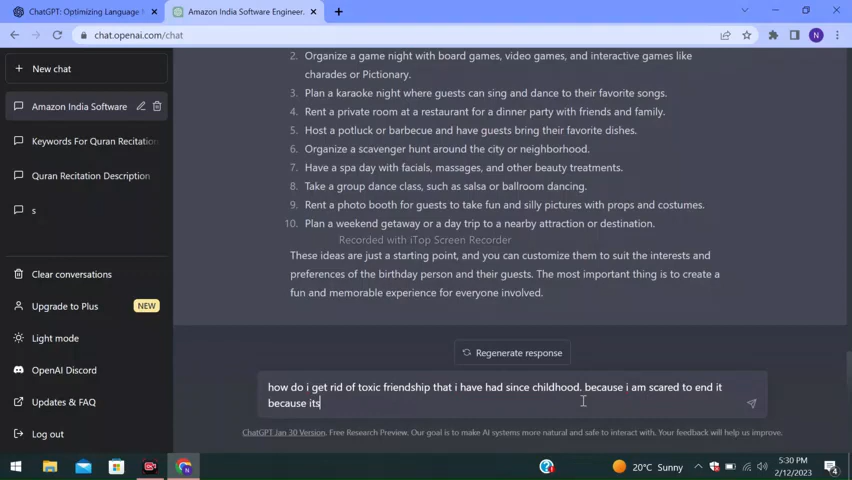 ChatGPT: Optimizing Language
Amazon India Software Engineer.
chat.openai.com/chat
N
New chat
Amazon India Software
Keywords For Quran Recitation
Quran Recitation Description
s
Clear conversations
Upgrade to Plus NEW
Light mode
OpenAI Discord
Updates & FAQ
Log out
2. Organize a game night with board games, video games, and interactive games like
charades or Pictionary.
3. Plan a karaoke night where guests can sing and dance to their favorite songs.
4. Rent a private room at a restaurant for a dinner party with friends and family.
5. Host a potluck or barbecue and have guests bring their favorite dishes.
6. Organize a scavenger hunt around the city or neighborhood.
7. Have a spa day with facials, massages, and other beauty treatments.
8. Take a group dance class, such as salsa or ballroom dancing.
9. Rent a photo booth for guests to take fun and silly pictures with props and costumes.
10. Plan a weekend getaway or a day trip to a nearby attraction or destination.
Recorded with iTop Screen Recorder
These ideas are just a starting point, and you can customize them to suit the interests and
preferences of the birthday person and their guests. The most important thing is to create a
fun and memorable experience for everyone involved.
Regenerate response
how do i get rid of toxic friendship that i have had since childhood. because i am scared to end it
because its
ChatGPT Jan 30 Version. Free Research Preview. Our goal is to make AI systems more natural and safe to interact with. Your feedback will help us improve.
20°C Sunny
5:30 PM
2/12/2023
4